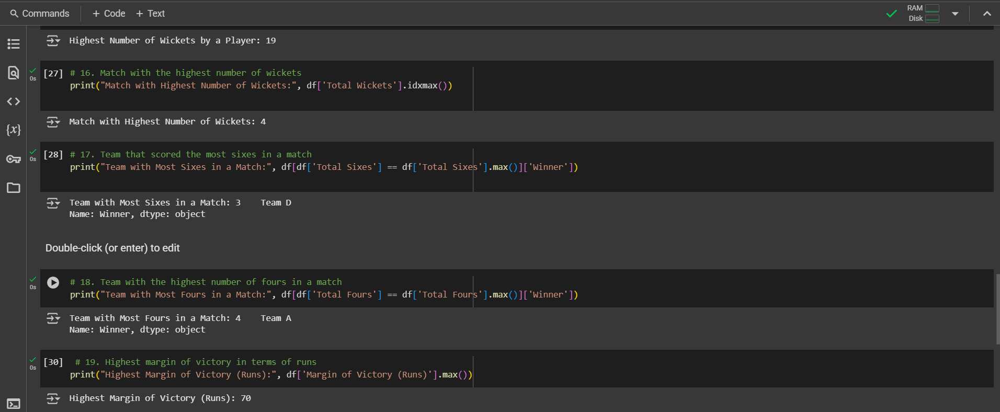 Commands + Code + Text
RAM
Disk
Highest Number of Wickets by a Player: 19
[27] # 16. Match with the highest number of wickets
0s
print("Match with Highest Number of Wickets:", df['Total Wickets'].idxmax())
{x}
Match with Highest Number of Wickets: 4
[28] # 17. Team that scored the most sixes in a match
0s
print("Team with Most Sixes in a Match:", df[df['Total Sixes'] == df['Total Sixes'].max()]['Winner'])
Team with Most Sixes in a Match: 3    Team D
Name: Winner, dtype: object
Double-click (or enter) to edit
# 18. Team with the highest number of fours in a match
0s
print("Team with Most Fours in a Match:", df[df['Total Fours'] == df['Total Fours'].max()]['Winner'])
Team with Most Fours in a Match: 4    Team A
Name: Winner, dtype: object
[30] # 19. Highest margin of victory in terms of runs
0s
print("Highest Margin of Victory (Runs):", df['Margin of Victory (Runs)'].max())
Highest Margin of Victory (Runs): 70